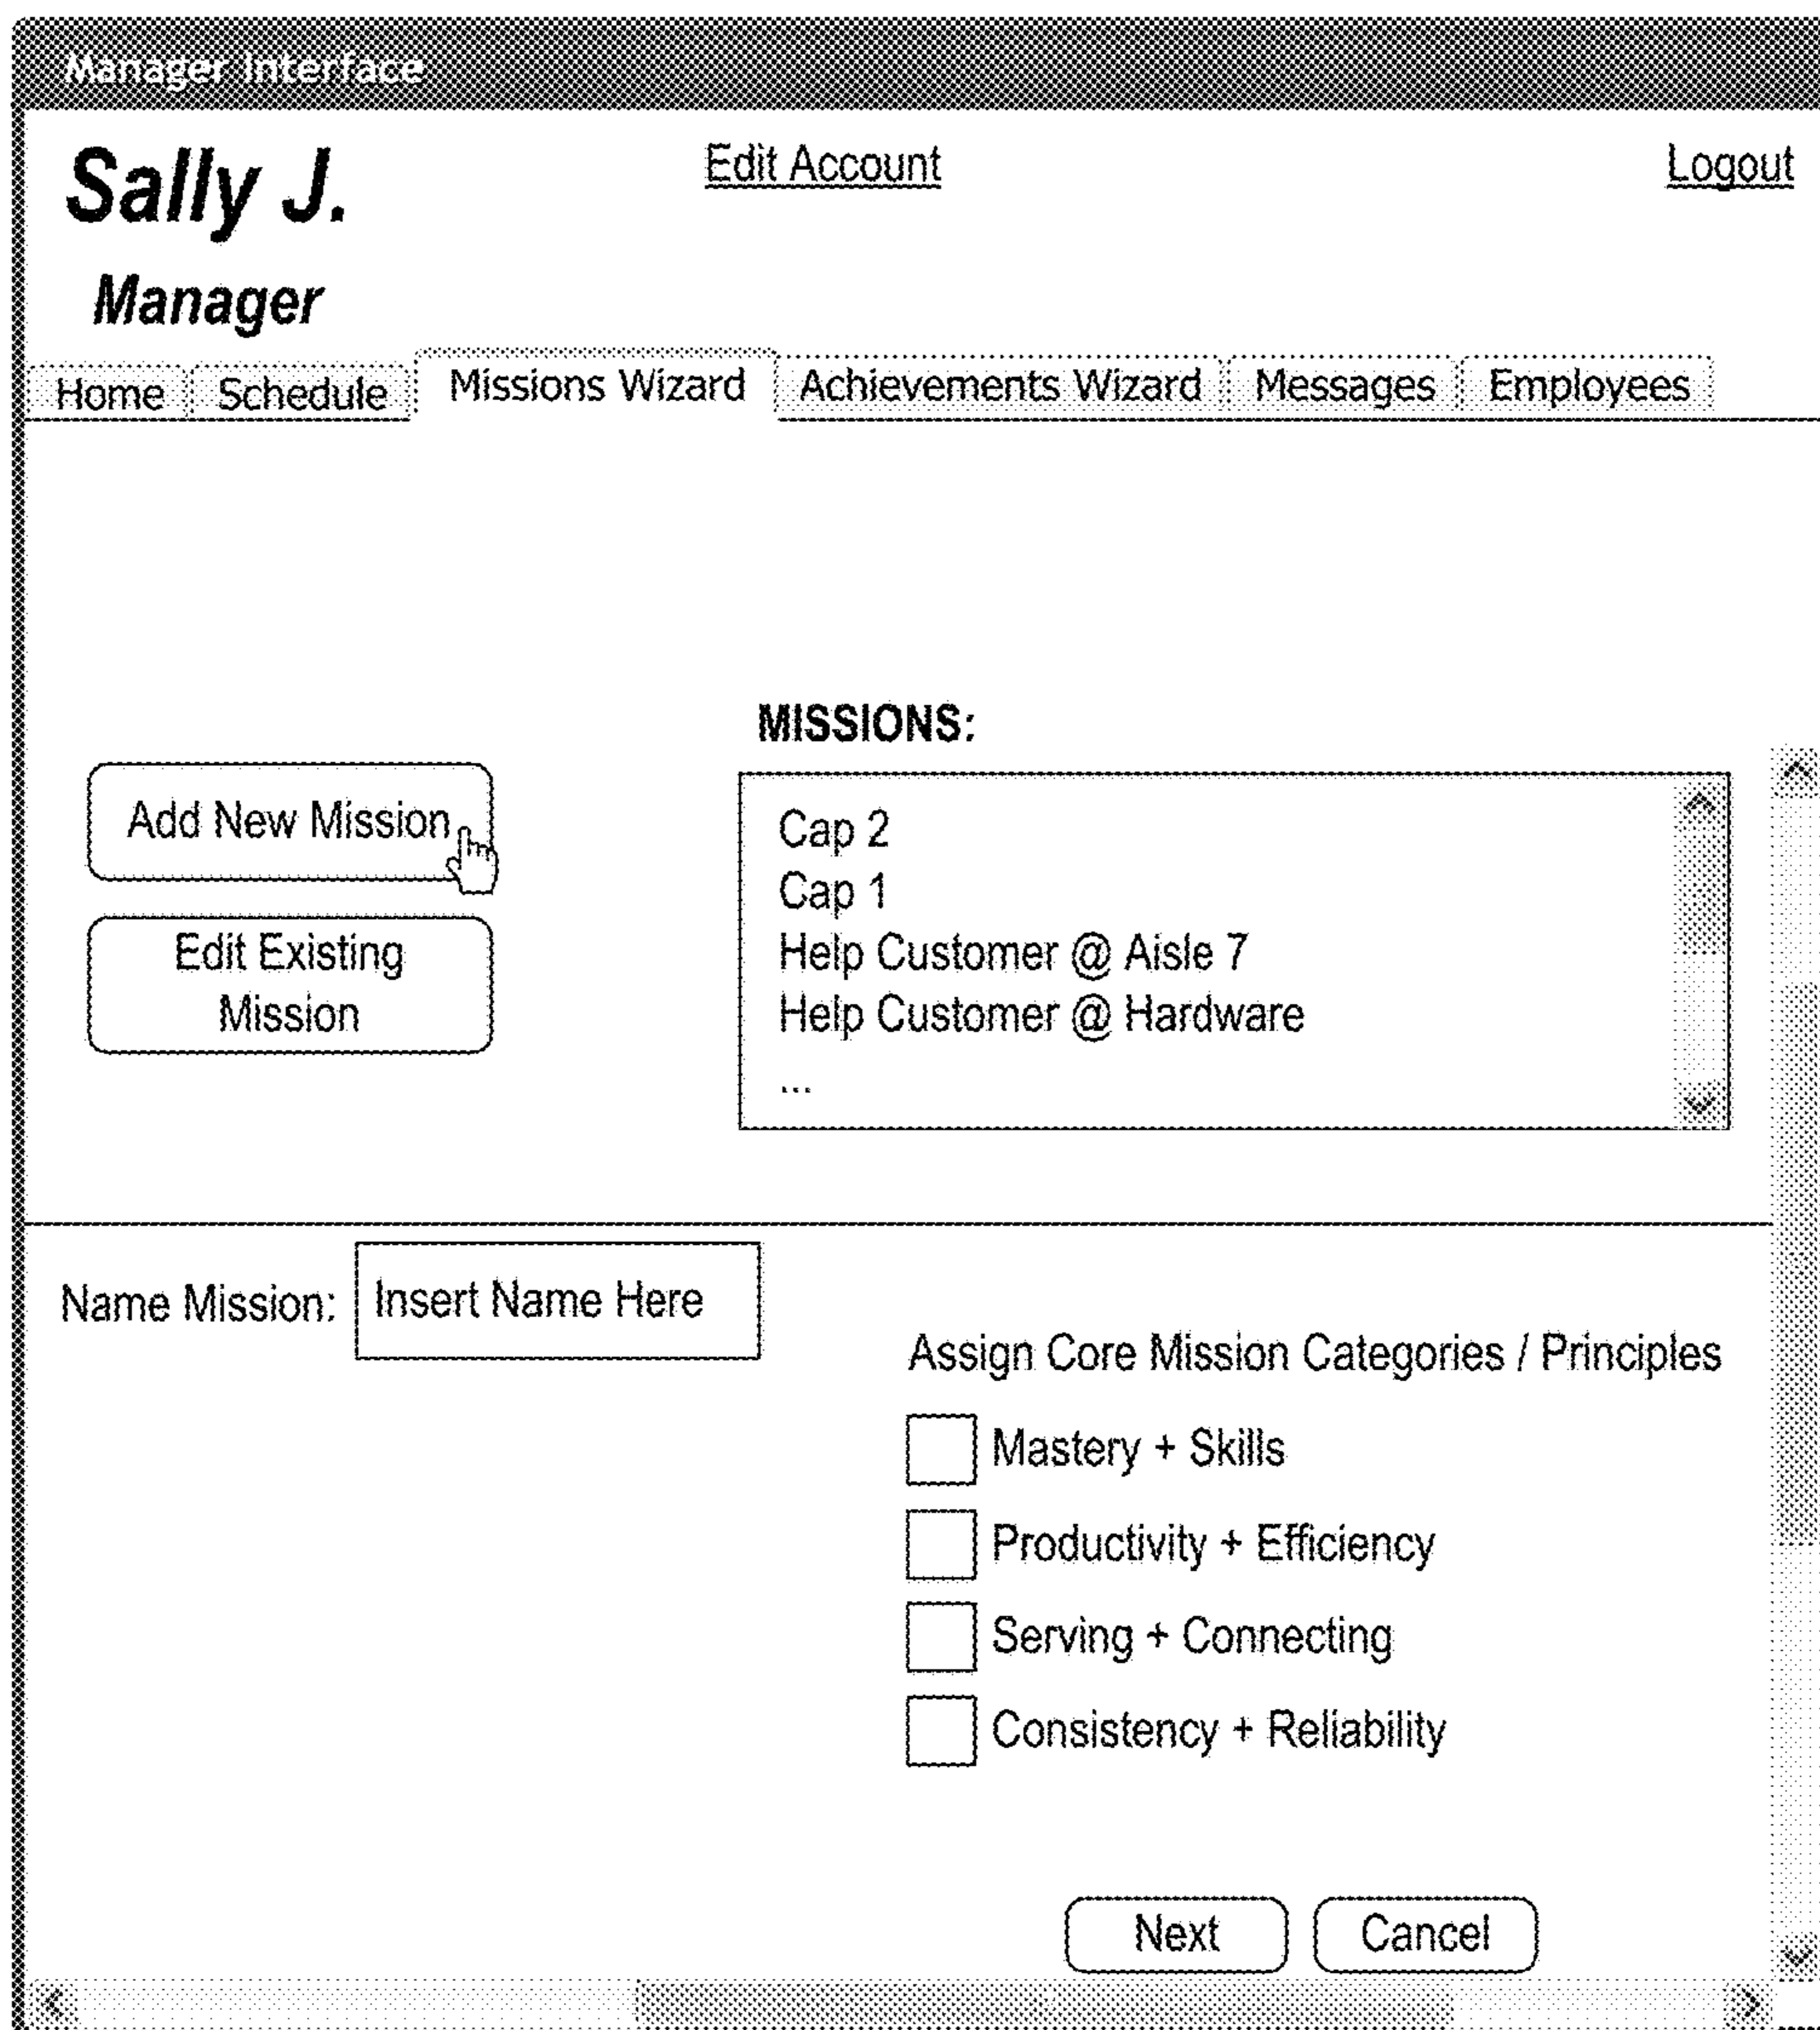 Manager Interface
Sally J.
Edit Account
Logout
Manager
Home Schedule Missions Wizard Achievements Wizard Messages Employees
MISSIONS:
Add New Mission
Edit Existing
Mission
Cap 2
Cap 1
Help Customer @ Aisle 7
Help Customer @ Hardware
...
Name Mission: Insert Name Here
Assign Core Mission Categories / Principles
Mastery + Skills
Productivity + Efficiency
Serving + Connecting
Consistency + Reliability
Next Cancel